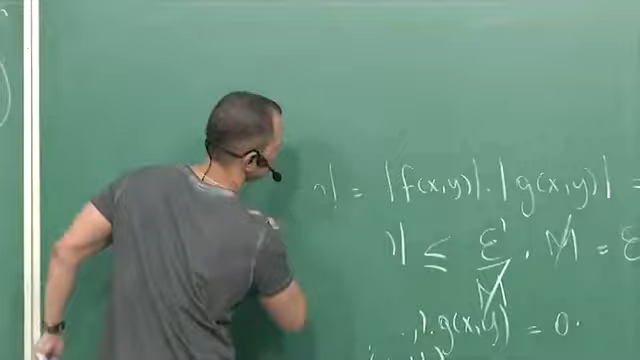 | = |f(x,y)| · |g(x,y)| =
)| ≤ ε'/M · M = ε
).g(x,y) = 0.